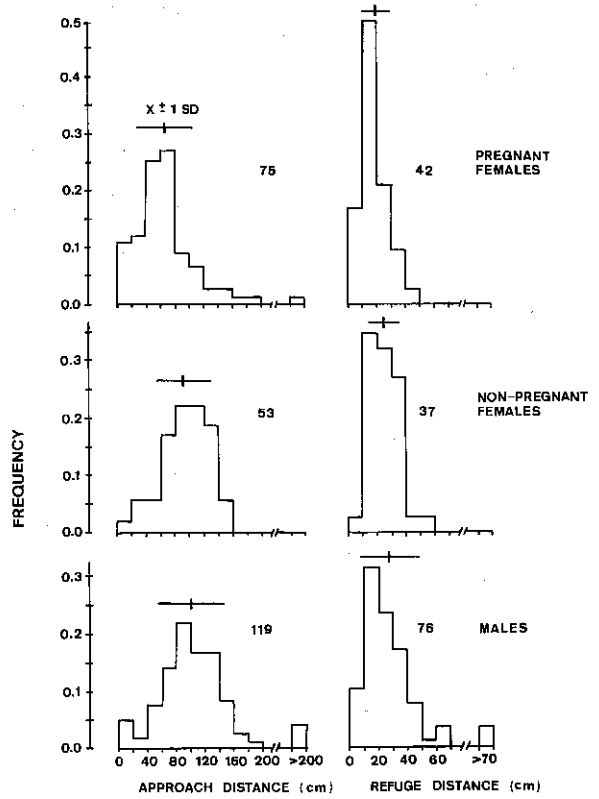 0.5
0.4
0.3
0.2
0.1
0.0
X ± 1 SD
75
42
PREGNANT
FEMALES
0.3
0.2
0.1
0.0
53
37
NON-PREGNANT
FEMALES
FREQUENCY
0.3
0.2
0.1
0.0
119
76
MALES
0 40 80 120 160 >200
0 20 40 60 >70
APPROACH DISTANCE (cm)
REFUGE DISTANCE (cm)